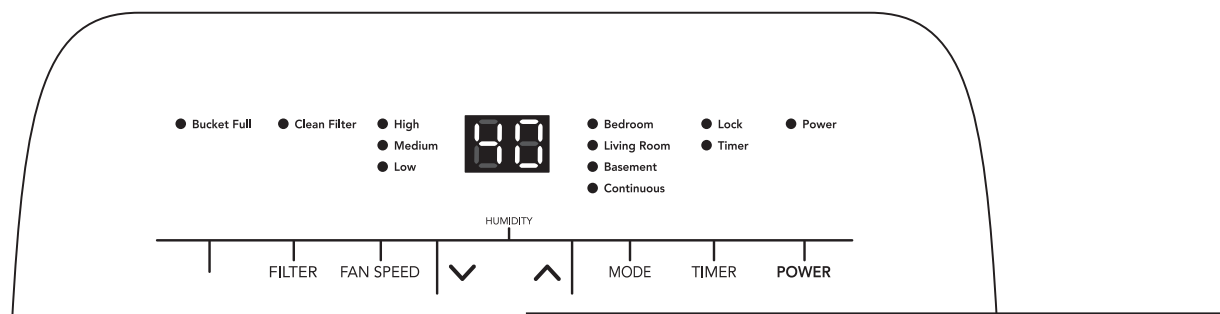 Bucket Full Clean Filter High 40 Bedroom Lock Power
Medium Living Room Timer
Low Basement
Continuous
HUMIDITY
FILTER FAN SPEED MODE TIMER POWER